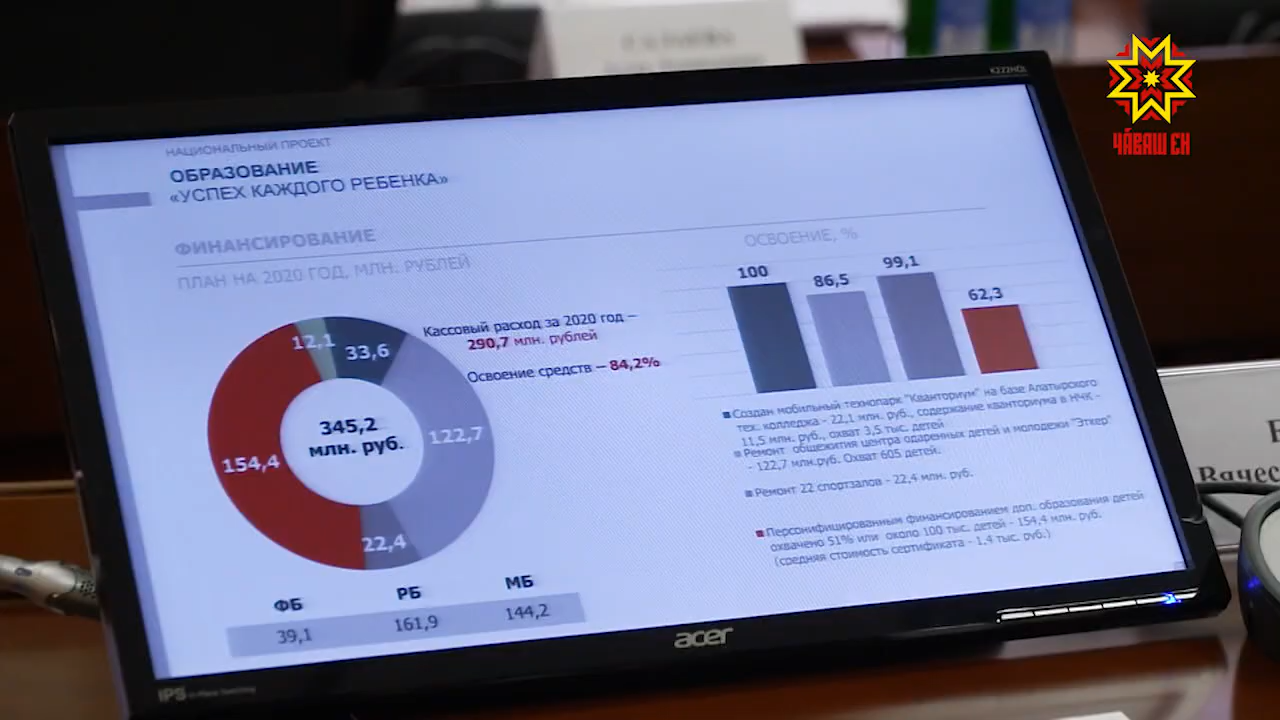 ЧӐВАШ ЕН
K222HQL
НАЦИОНАЛЬНЫЙ ПРОЕКТ
ОБРАЗОВАНИЕ
«УСПЕХ КАЖДОГО РЕБЕНКА»
ФИНАНСИРОВАНИЕ
ПЛАН НА 2020 ГОД, МЛН. РУБЛЕЙ
12,1
33,6
122,7
22,4
154,4
345,2
млн. руб.
Кассовый расход за 2020 год –
290,7 млн. рублей
Освоение средств – 84,2%
ФБ РБ МБ
39,1 161,9 144,2
ОСВОЕНИЕ, %
100 86,5 99,1 62,3
Создан мобильный технопарк "Кванториум" на базе Алатырского
тех. колледжа - 22,1 млн. руб., содержание кванториума в НЧК -
11,5 млн. руб., охват 3,5 тыс. детей
Ремонт общежития центра одаренных детей и молодежи "Эткер"
- 122,7 млн.руб. Охват 605 детей.
Ремонт 22 спортзалов - 22,4 млн. руб.
Персонифицированным финансированием доп. образования детей
охвачено 51% или около 100 тыс. детей - 154,4 млн. руб.
(средняя стоимость сертификата - 1,4 тыс. руб.)
acer
IPS